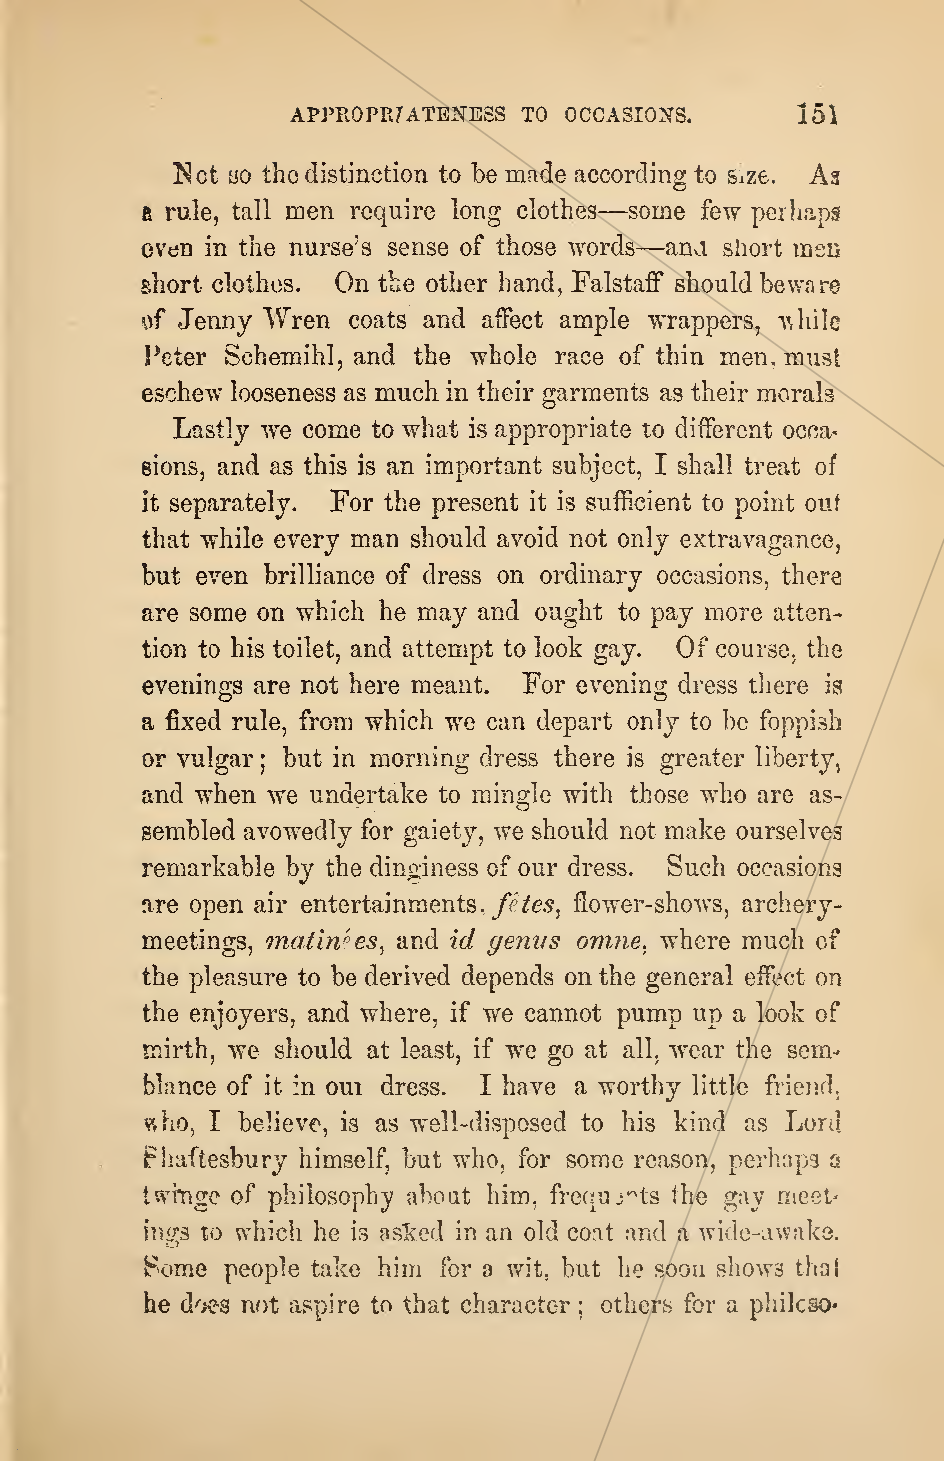 APPROPRIATENESS TO OCCASIONS. 151
Not so the distinction to be made according to size. As
a rule, tall men require long clothes—some few perhaps
even in the nurse's sense of those words—and short men
short clothes. On the other hand, Falstaff should beware
of Jenny Wren coats and affect ample wrappers, while
Peter Schemihl, and the whole race of thin men, must
eschew looseness as much in their garments as their morals
Lastly we come to what is appropriate to different occa-
sions, and as this is an important subject, I shall treat of
it separately. For the present it is sufficient to point out
that while every man should avoid not only extravagance,
but even brilliance of dress on ordinary occasions, there
are some on which he may and ought to pay more atten-
tion to his toilet, and attempt to look gay. Of course, the
evenings are not here meant. For evening dress there is
a fixed rule, from which we can depart only to be foppish
or vulgar; but in morning dress there is greater liberty,
and when we undertake to mingle with those who are as-
sembled avowedly for gaiety, we should not make ourselves
remarkable by the dinginess of our dress. Such occasions
are open air entertainments, fêtes, flower-shows, archery-
meetings, matinées, and id genus omne, where much of
the pleasure to be derived depends on the general effect on
the enjoyers, and where, if we cannot pump up a look of
mirth, we should at least, if we go at all, wear the sem-
blance of it in our dress. I have a worthy little friend,
who, I believe, is as well-disposed to his kind as Lord
Shaftesbury himself, but who, for some reason, perhaps a
twinge of philosophy about him, frequents the gay meet-
ings to which he is asked in an old coat and a wide-awake.
Some people take him for a wit, but he soon shows that
he does not aspire to that character; others for a philoso-